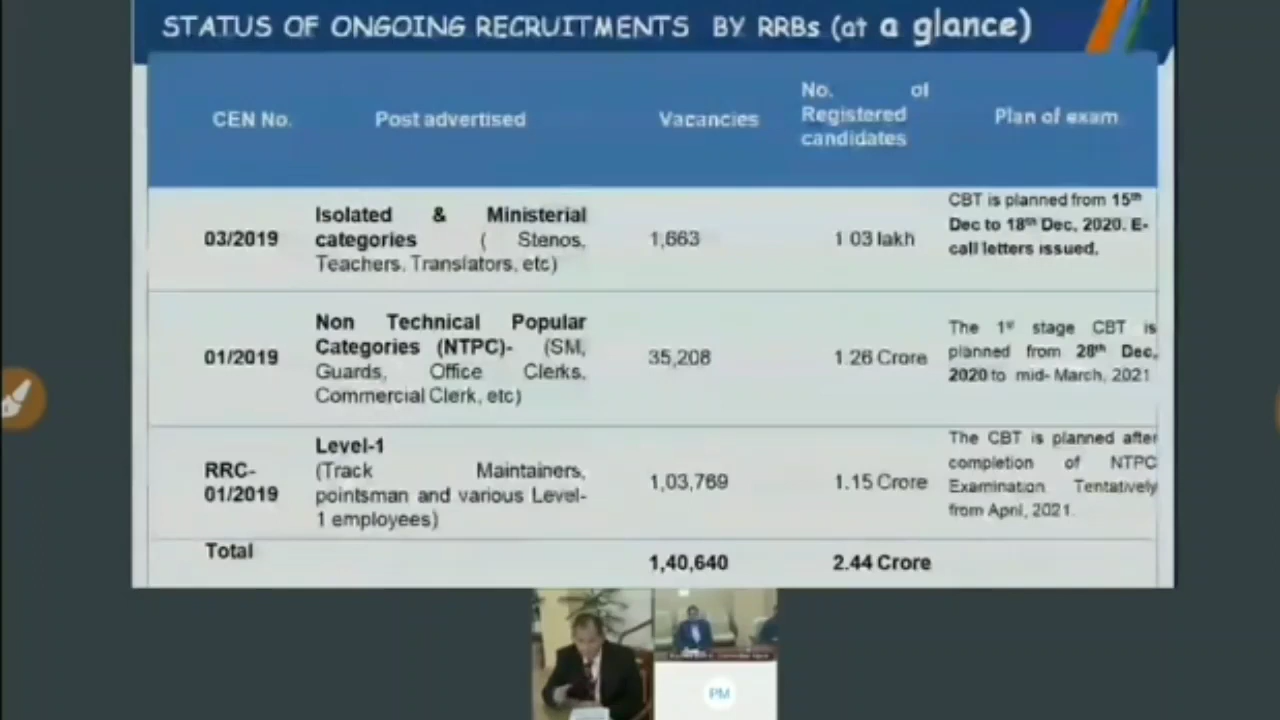 STATUS OF ONGOING RECRUITMENTS BY RRBs (at a glance)
CEN No.
Post advertised
Vacancies
No. of
Registered
candidates
Plan of exam
03/2019
Isolated & Ministerial
categories ( Stenos,
Teachers, Translators, etc)
1,663
1 03 lakh
CBT is planned from 15th
Dec to 18th Dec, 2020. E-
call letters issued.
01/2019
Non Technical Popular
Categories (NTPC)- (SM,
Guards, Office Clerks,
Commercial Clerk, etc)
35,208
1.26 Crore
The 1st stage CBT is
planned from 28th Dec,
2020 to mid- March, 2021
RRC-
01/2019
Level-1
(Track Maintainers,
pointsman and various Level-
1 employees)
1,03,769
1.15 Crore
The CBT is planned after
completion of NTPC
Examination Tentatively
from April, 2021.
Total
1,40,640
2.44 Crore
PM